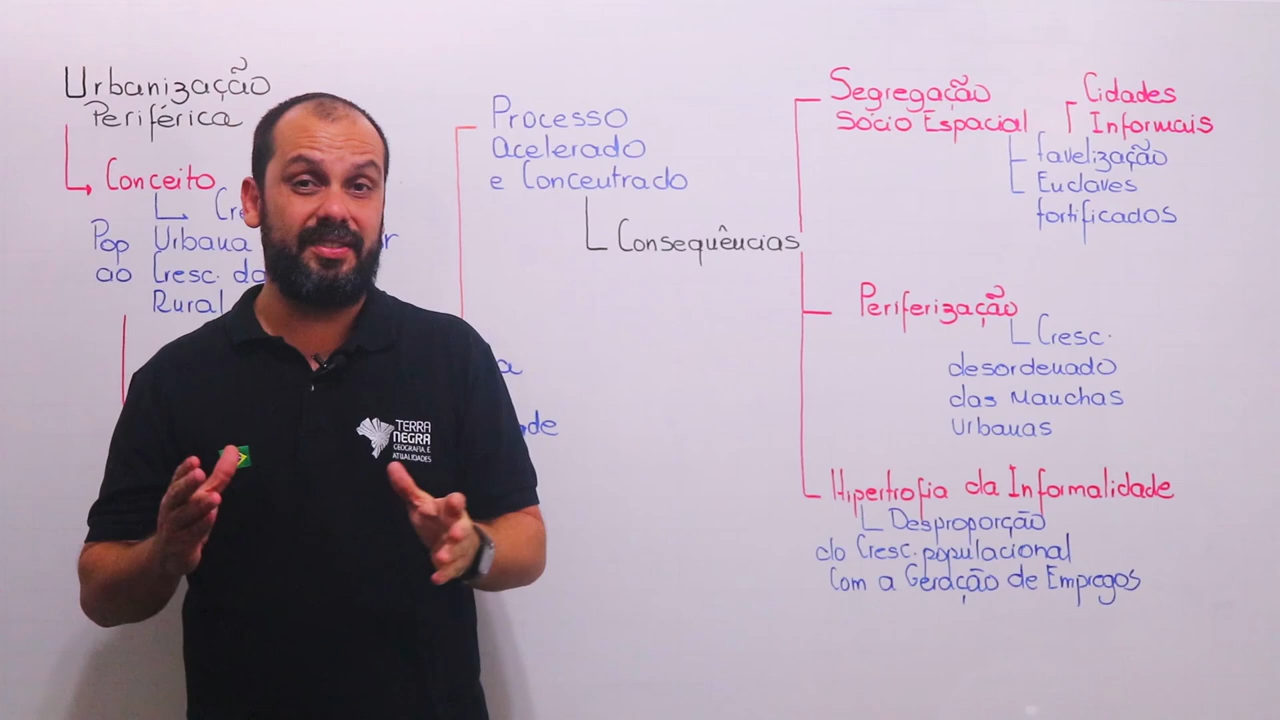 Urbanização
Periférica
Conceito
Pop Urbana
ao Cresc. do
Rural
Processo
Acelerado
e Concentrado
Consequências
Segregação
Sócio Espacial
Cidades
Informais
favelização
Enclaves
fortificados
Periferização
Cresc.
desordenado
das Manchas
Urbanas
Hipertrofia da Informalidade
Desproporção
do Cresc. populacional
Com a Geração de Empregos
TERRA
NEGRA
GEOGRAFIA E
ATUALIDADES